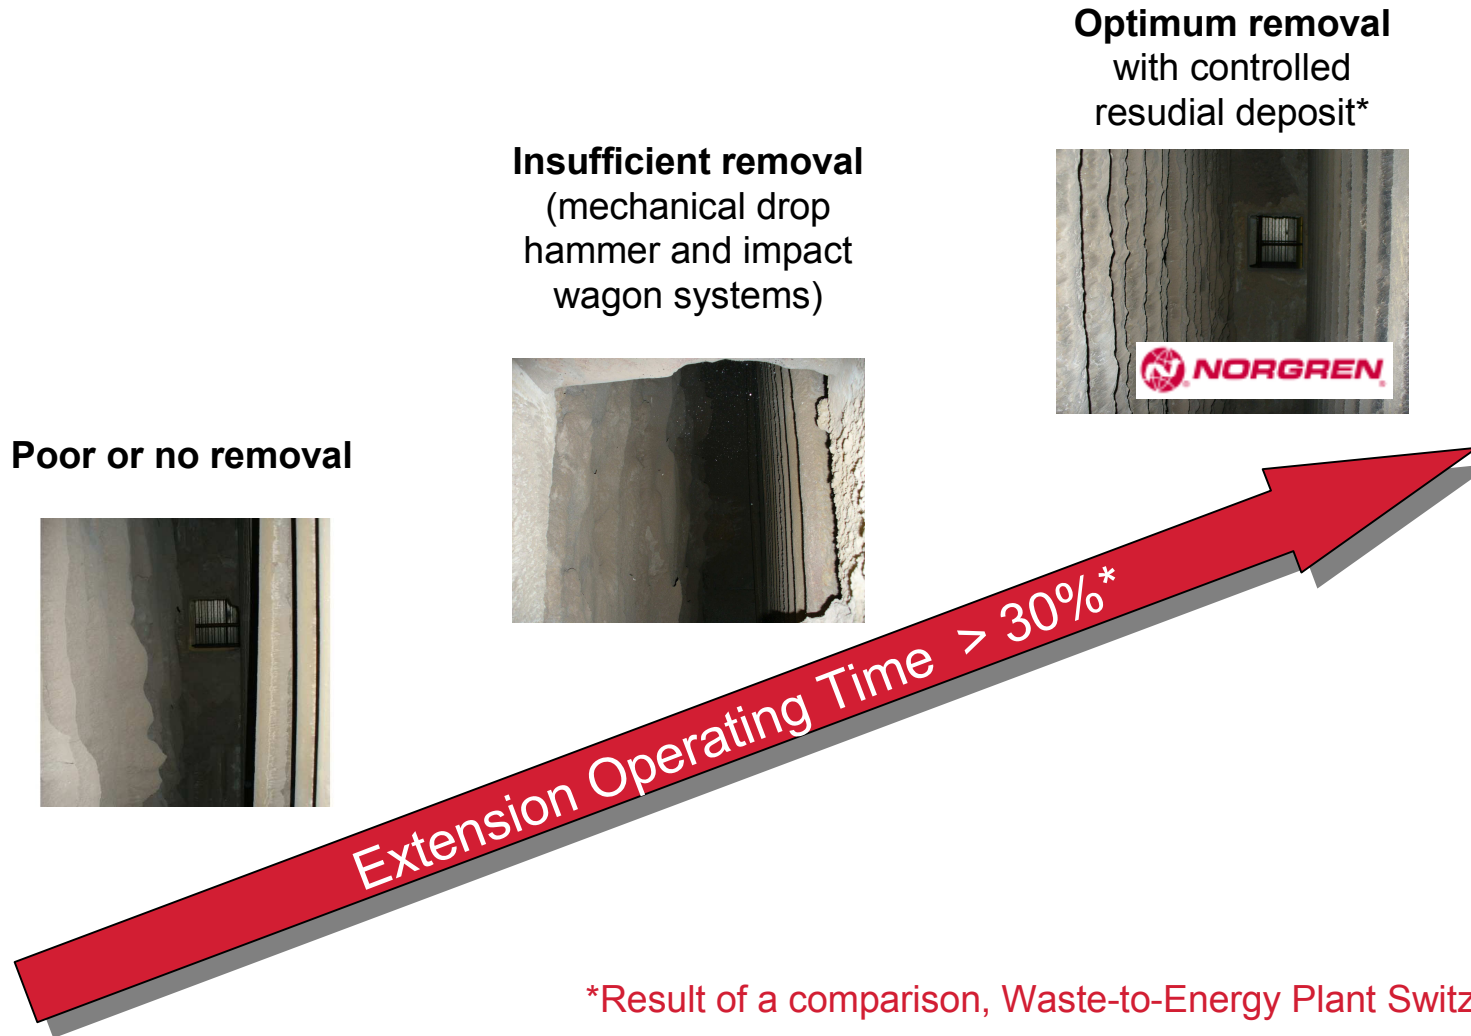 Optimum removal
with controlled
resudial deposit*
Insufficient removal
(mechanical drop
hammer and impact
wagon systems)
NORGREN
Poor or no removal
Extension Operating Time > 30%*
*Result of a comparison, Waste-to-Energy Plant Switz